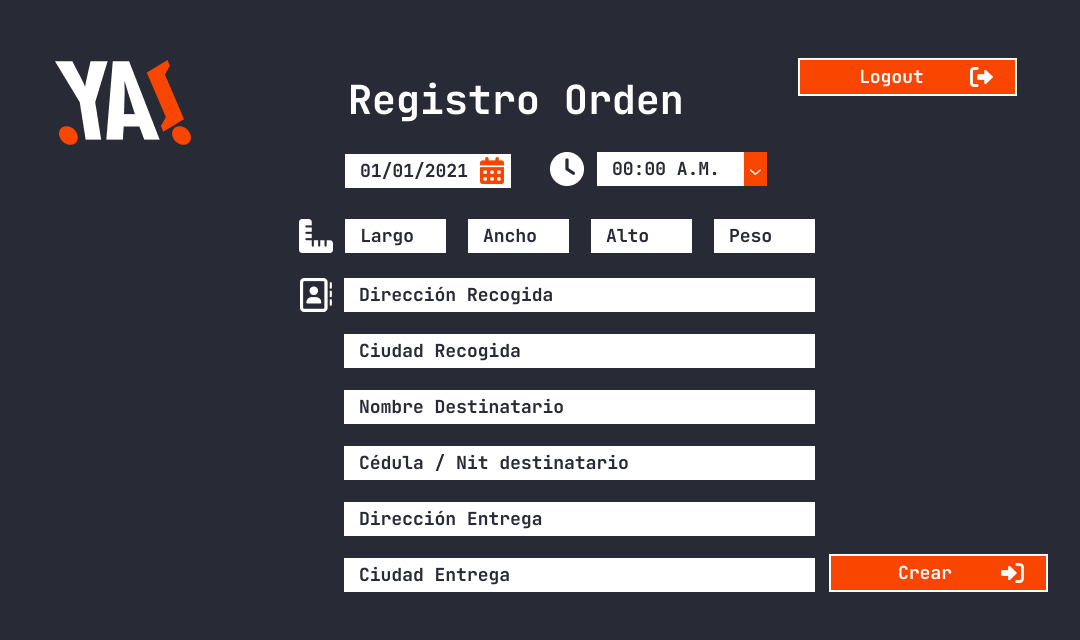 YA!
Logout
Registro Orden
01/01/2021
00:00 A.M.
Largo
Ancho
Alto
Peso
Dirección Recogida
Ciudad Recogida
Nombre Destinatario
Cédula / Nit destinatario
Dirección Entrega
Ciudad Entrega
Crear